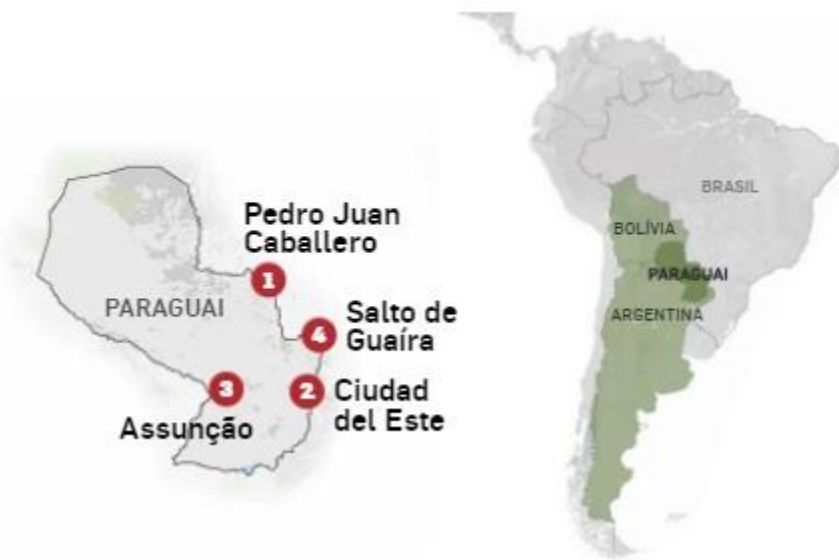 Pedro Juan
Caballero
1
PARAGUAI
Salto de
Guaíra
4
3
2
Ciudad
del Este
Assunção
BRASIL
BOLÍVIA
PARAGUAI
ARGENTINA